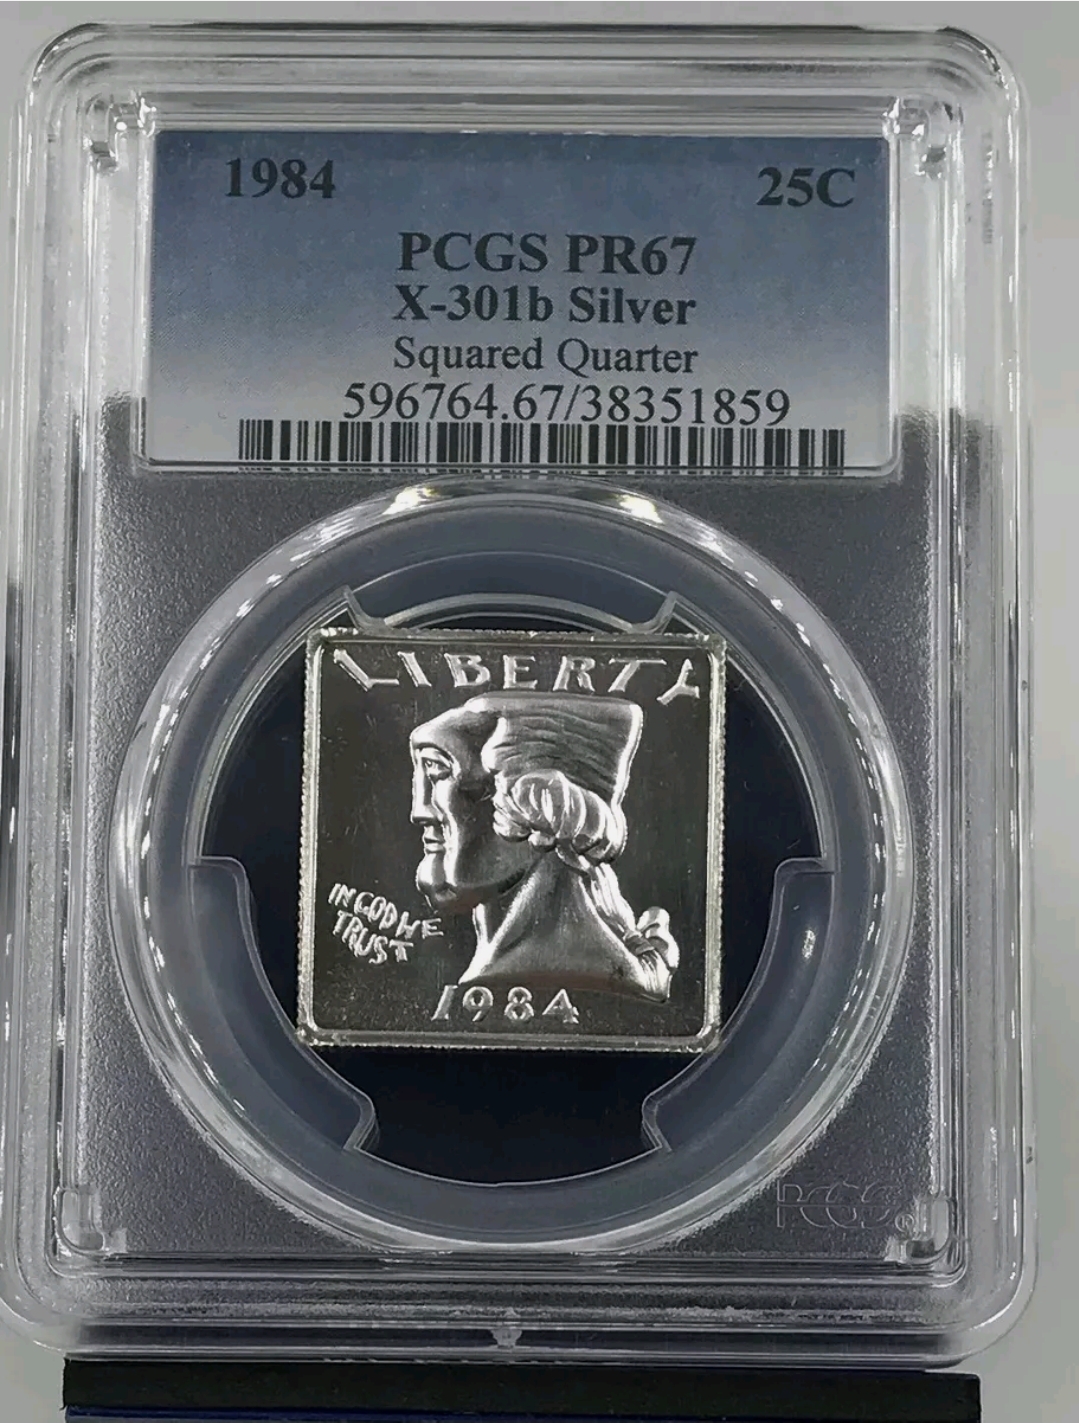 1984 25C
PCGS PR67
X-301b Silver
Squared Quarter
596764.67/38351859
LIBERTY
IN GOD WE
TRUST
1984
PCGS